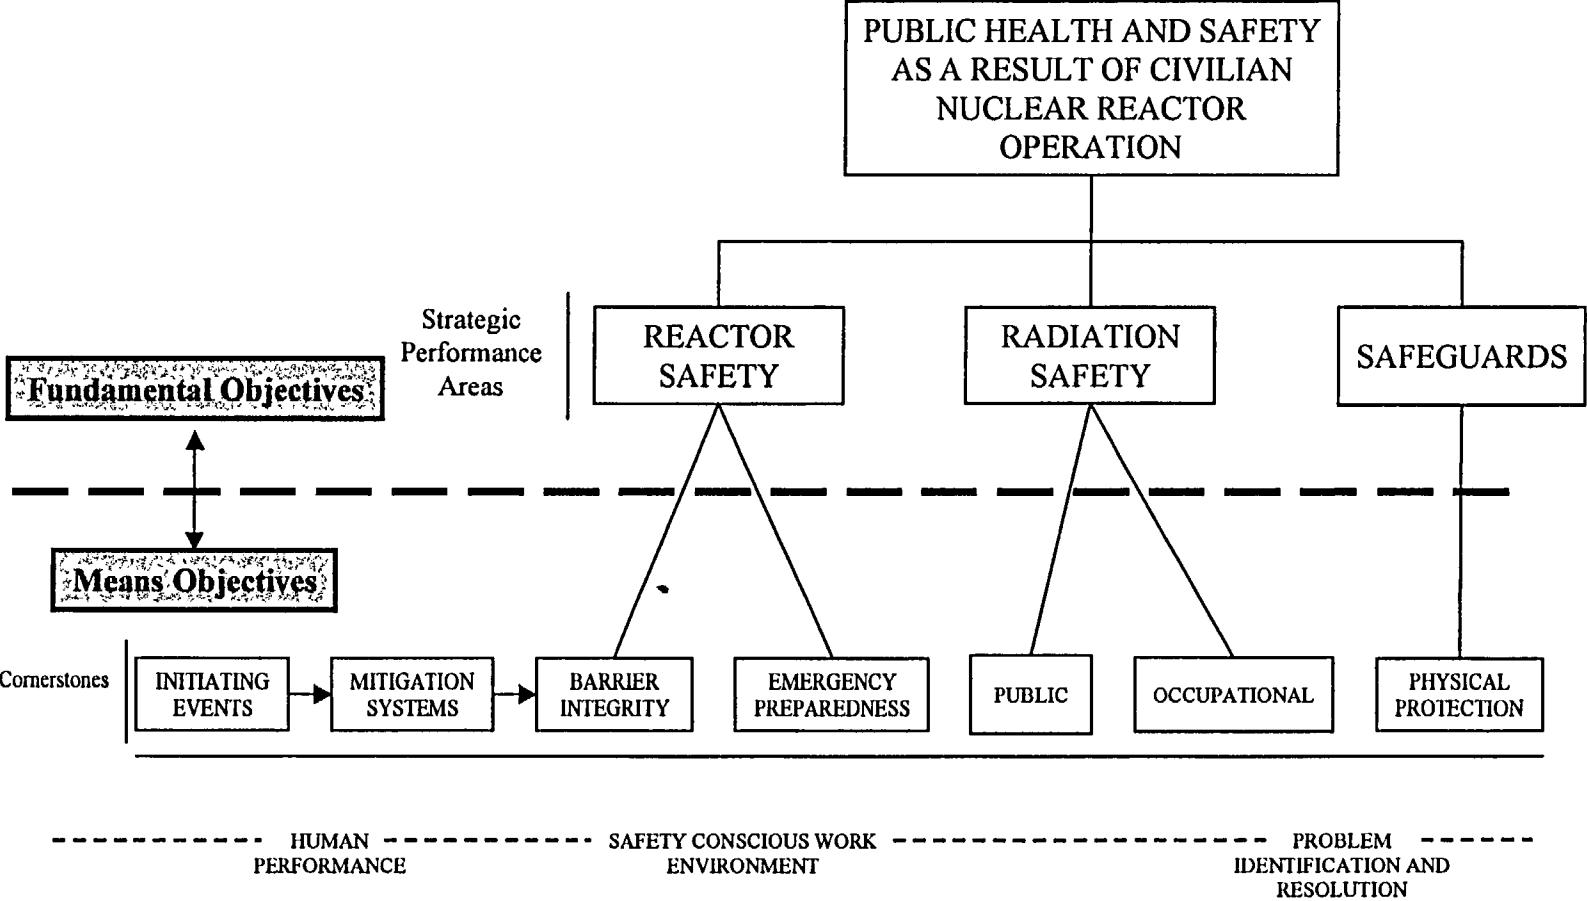 PUBLIC HEALTH AND SAFETY
AS A RESULT OF CIVILIAN
NUCLEAR REACTOR
OPERATION
Strategic
Performance
Areas
REACTOR
SAFETY
RADIATION
SAFETY
SAFEGUARDS
Fundamental Objectives
Means Objectives
Cornerstones
INITIATING
EVENTS
MITIGATION
SYSTEMS
BARRIER
INTEGRITY
EMERGENCY
PREPAREDNESS
PUBLIC
OCCUPATIONAL
PHYSICAL
PROTECTION
HUMAN
PERFORMANCE
SAFETY CONSCIOUS WORK
ENVIRONMENT
PROBLEM
IDENTIFICATION AND
RESOLUTION